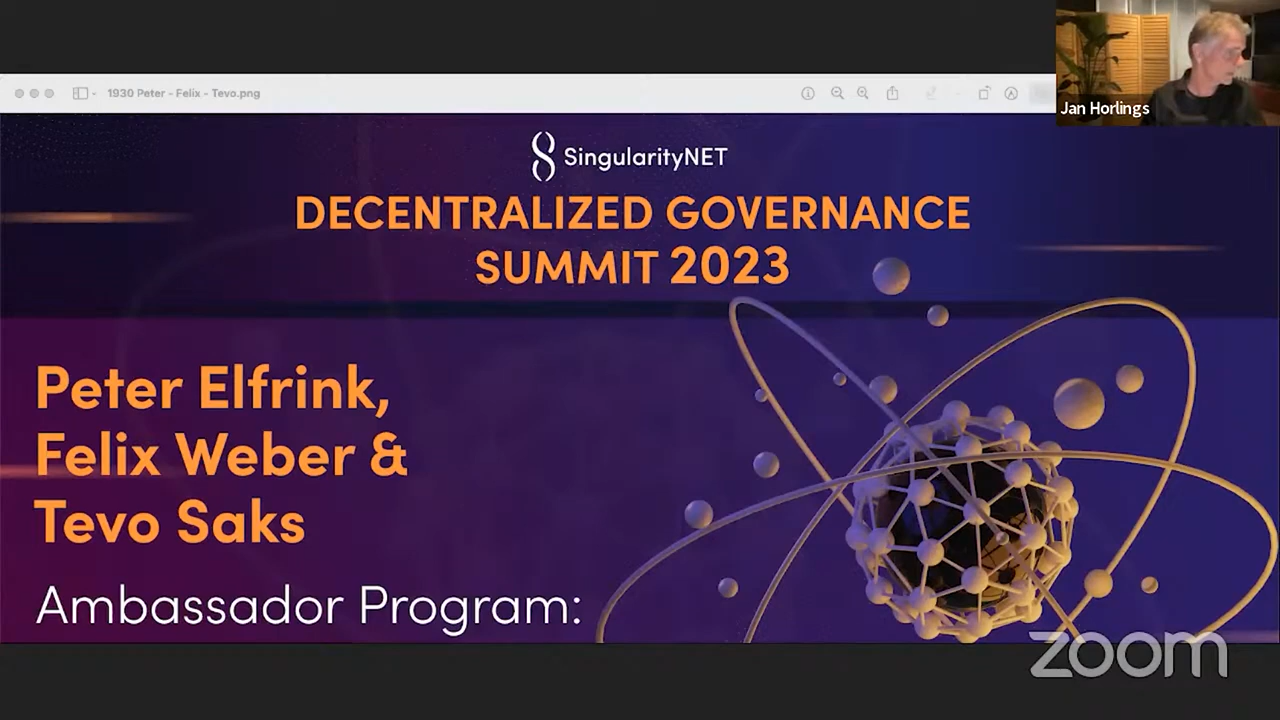 Jan Horlings
1930 Peter - Felix - Tevo.png
SingularityNET
DECENTRALIZED GOVERNANCE
SUMMIT 2023
Peter Elfrink,
Felix Weber &
Tevo Saks
Ambassador Program:
zoom